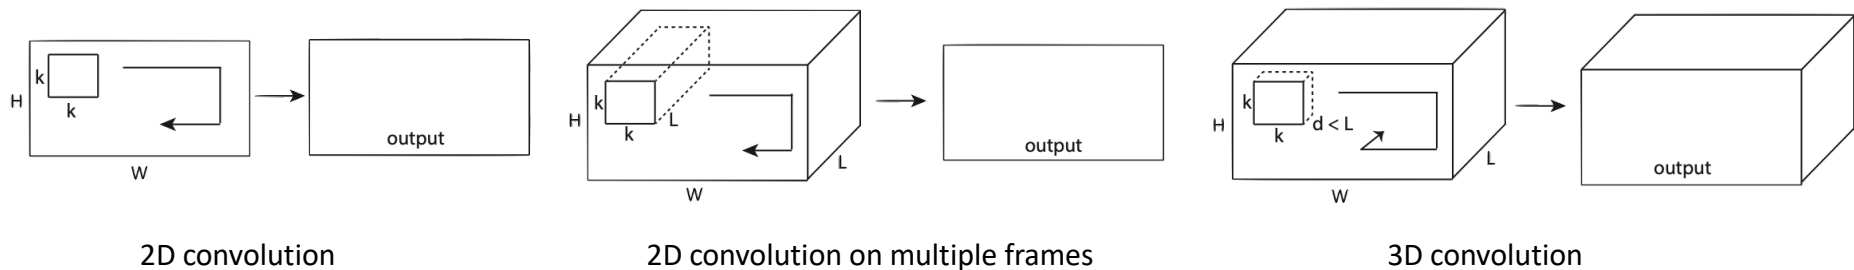 k
k
H
W
output
k
k
L
H
W
L
output
k
k
d < L
H
W
L
output
2D convolution
2D convolution on multiple frames
3D convolution